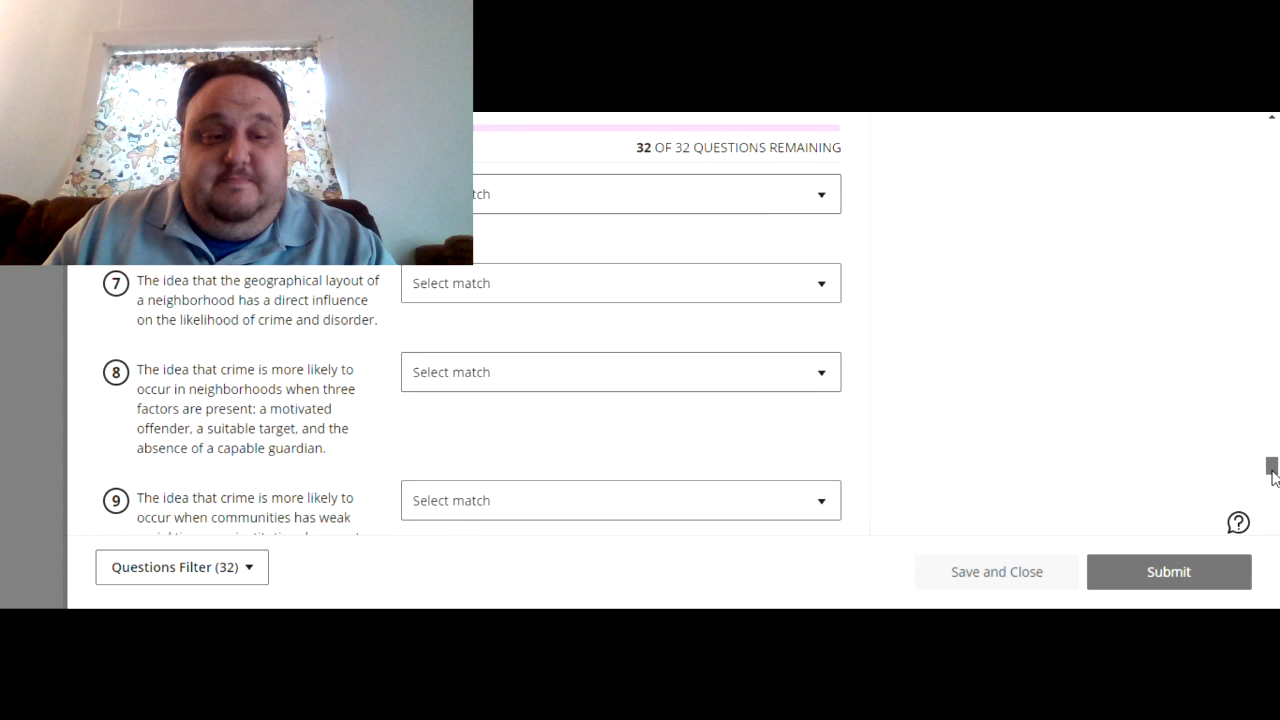 32 OF 32 QUESTIONS REMAINING
tch
7 The idea that the geographical layout of
a neighborhood has a direct influence
on the likelihood of crime and disorder.
Select match
8 The idea that crime is more likely to
occur in neighborhoods when three
factors are present: a motivated
offender, a suitable target, and the
absence of a capable guardian.
Select match
9 The idea that crime is more likely to
occur when communities has weak
Select match
Questions Filter (32)
Save and Close
Submit